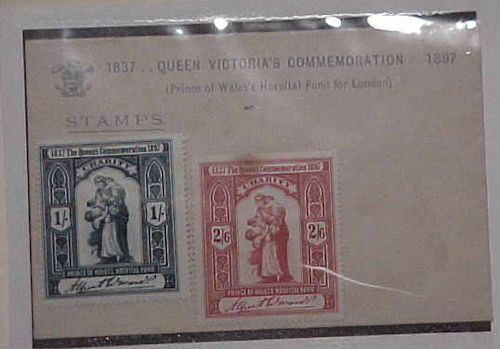 1837 .. QUEEN VICTORIA'S COMMEMORATION .. 1897
(Prince of Wales's Hospital Fund for London)
STAMPS
1837 The Queen's Commemoration 1897
CHARITY
1/- 1/-
PRINCE OF WALES'S HOSPITAL FUND
1837 The Queen's Commemoration 1897
CHARITY
2/6 2/6
PRINCE OF WALES'S HOSPITAL FUND